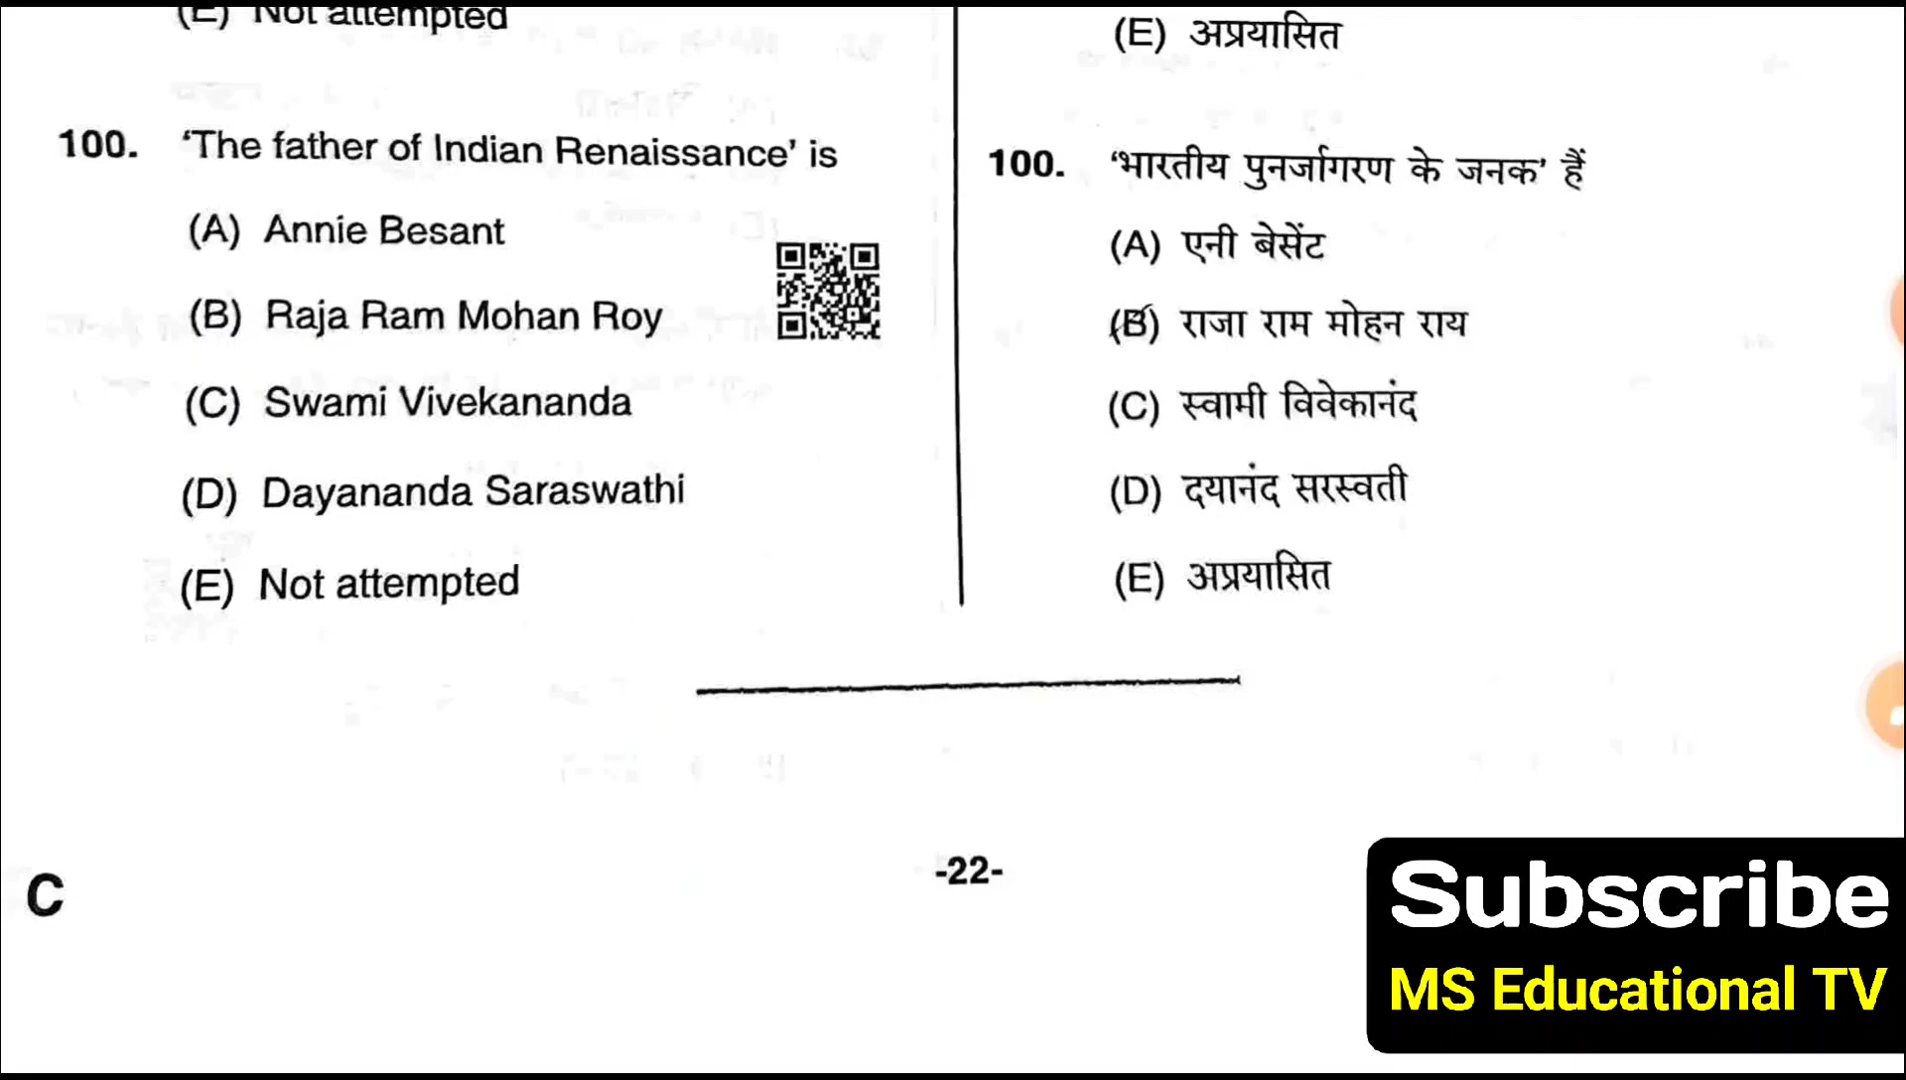 (E) Not attempted
100. ‘The father of Indian Renaissance’ is
(A) Annie Besant
(B) Raja Ram Mohan Roy
(C) Swami Vivekananda
(D) Dayananda Saraswathi
(E) Not attempted
(E) अप्रयासित
100. ‘भारतीय पुनर्जागरण के जनक’ हैं
(A) एनी बेसेंट
(B) राजा राम मोहन राय
(C) स्वामी विवेकानंद
(D) दयानंद सरस्वती
(E) अप्रयासित
C
-22-
Subscribe
MS Educational TV